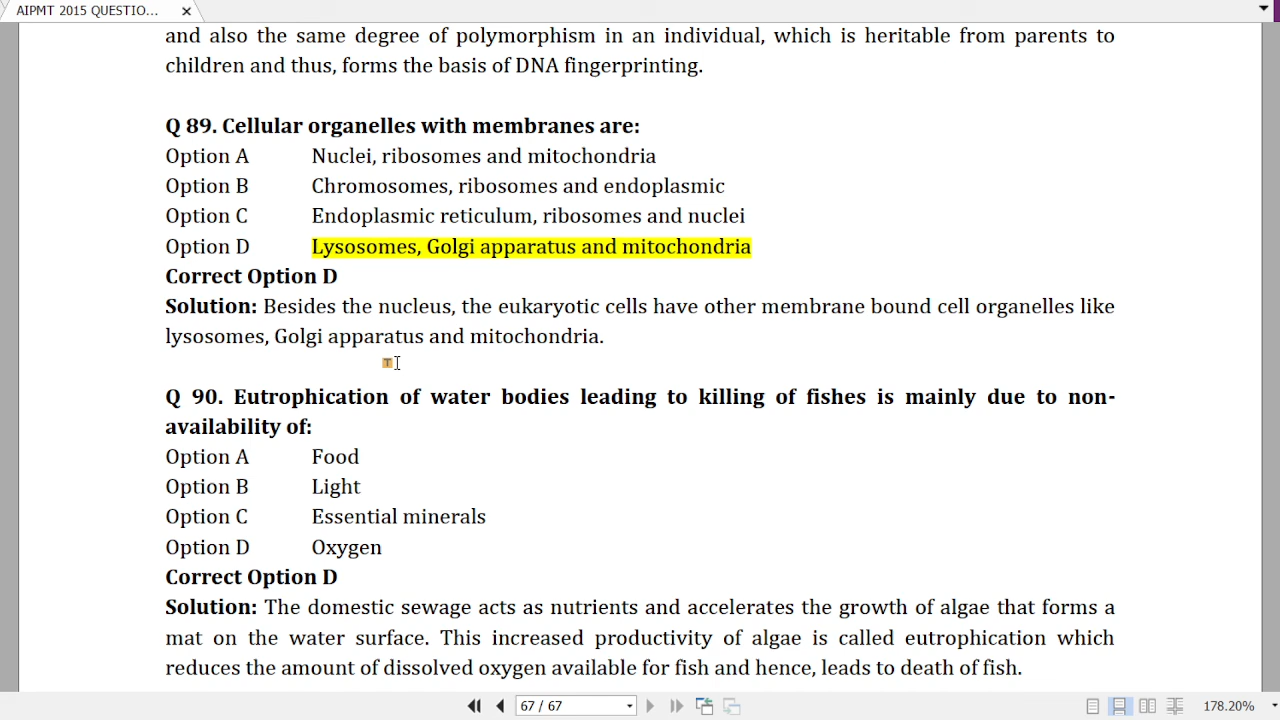 AIPMT 2015 QUESTIO...
and also the same degree of polymorphism in an individual, which is heritable from parents to
children and thus, forms the basis of DNA fingerprinting.
Q 89. Cellular organelles with membranes are:
Option A Nuclei, ribosomes and mitochondria
Option B Chromosomes, ribosomes and endoplasmic
Option C Endoplasmic reticulum, ribosomes and nuclei
Option D Lysosomes, Golgi apparatus and mitochondria
Correct Option D
Solution: Besides the nucleus, the eukaryotic cells have other membrane bound cell organelles like
lysosomes, Golgi apparatus and mitochondria.
T
Q 90. Eutrophication of water bodies leading to killing of fishes is mainly due to non-
availability of:
Option A Food
Option B Light
Option C Essential minerals
Option D Oxygen
Correct Option D
Solution: The domestic sewage acts as nutrients and accelerates the growth of algae that forms a
mat on the water surface. This increased productivity of algae is called eutrophication which
reduces the amount of dissolved oxygen available for fish and hence, leads to death of fish.
67 / 67 178.20%